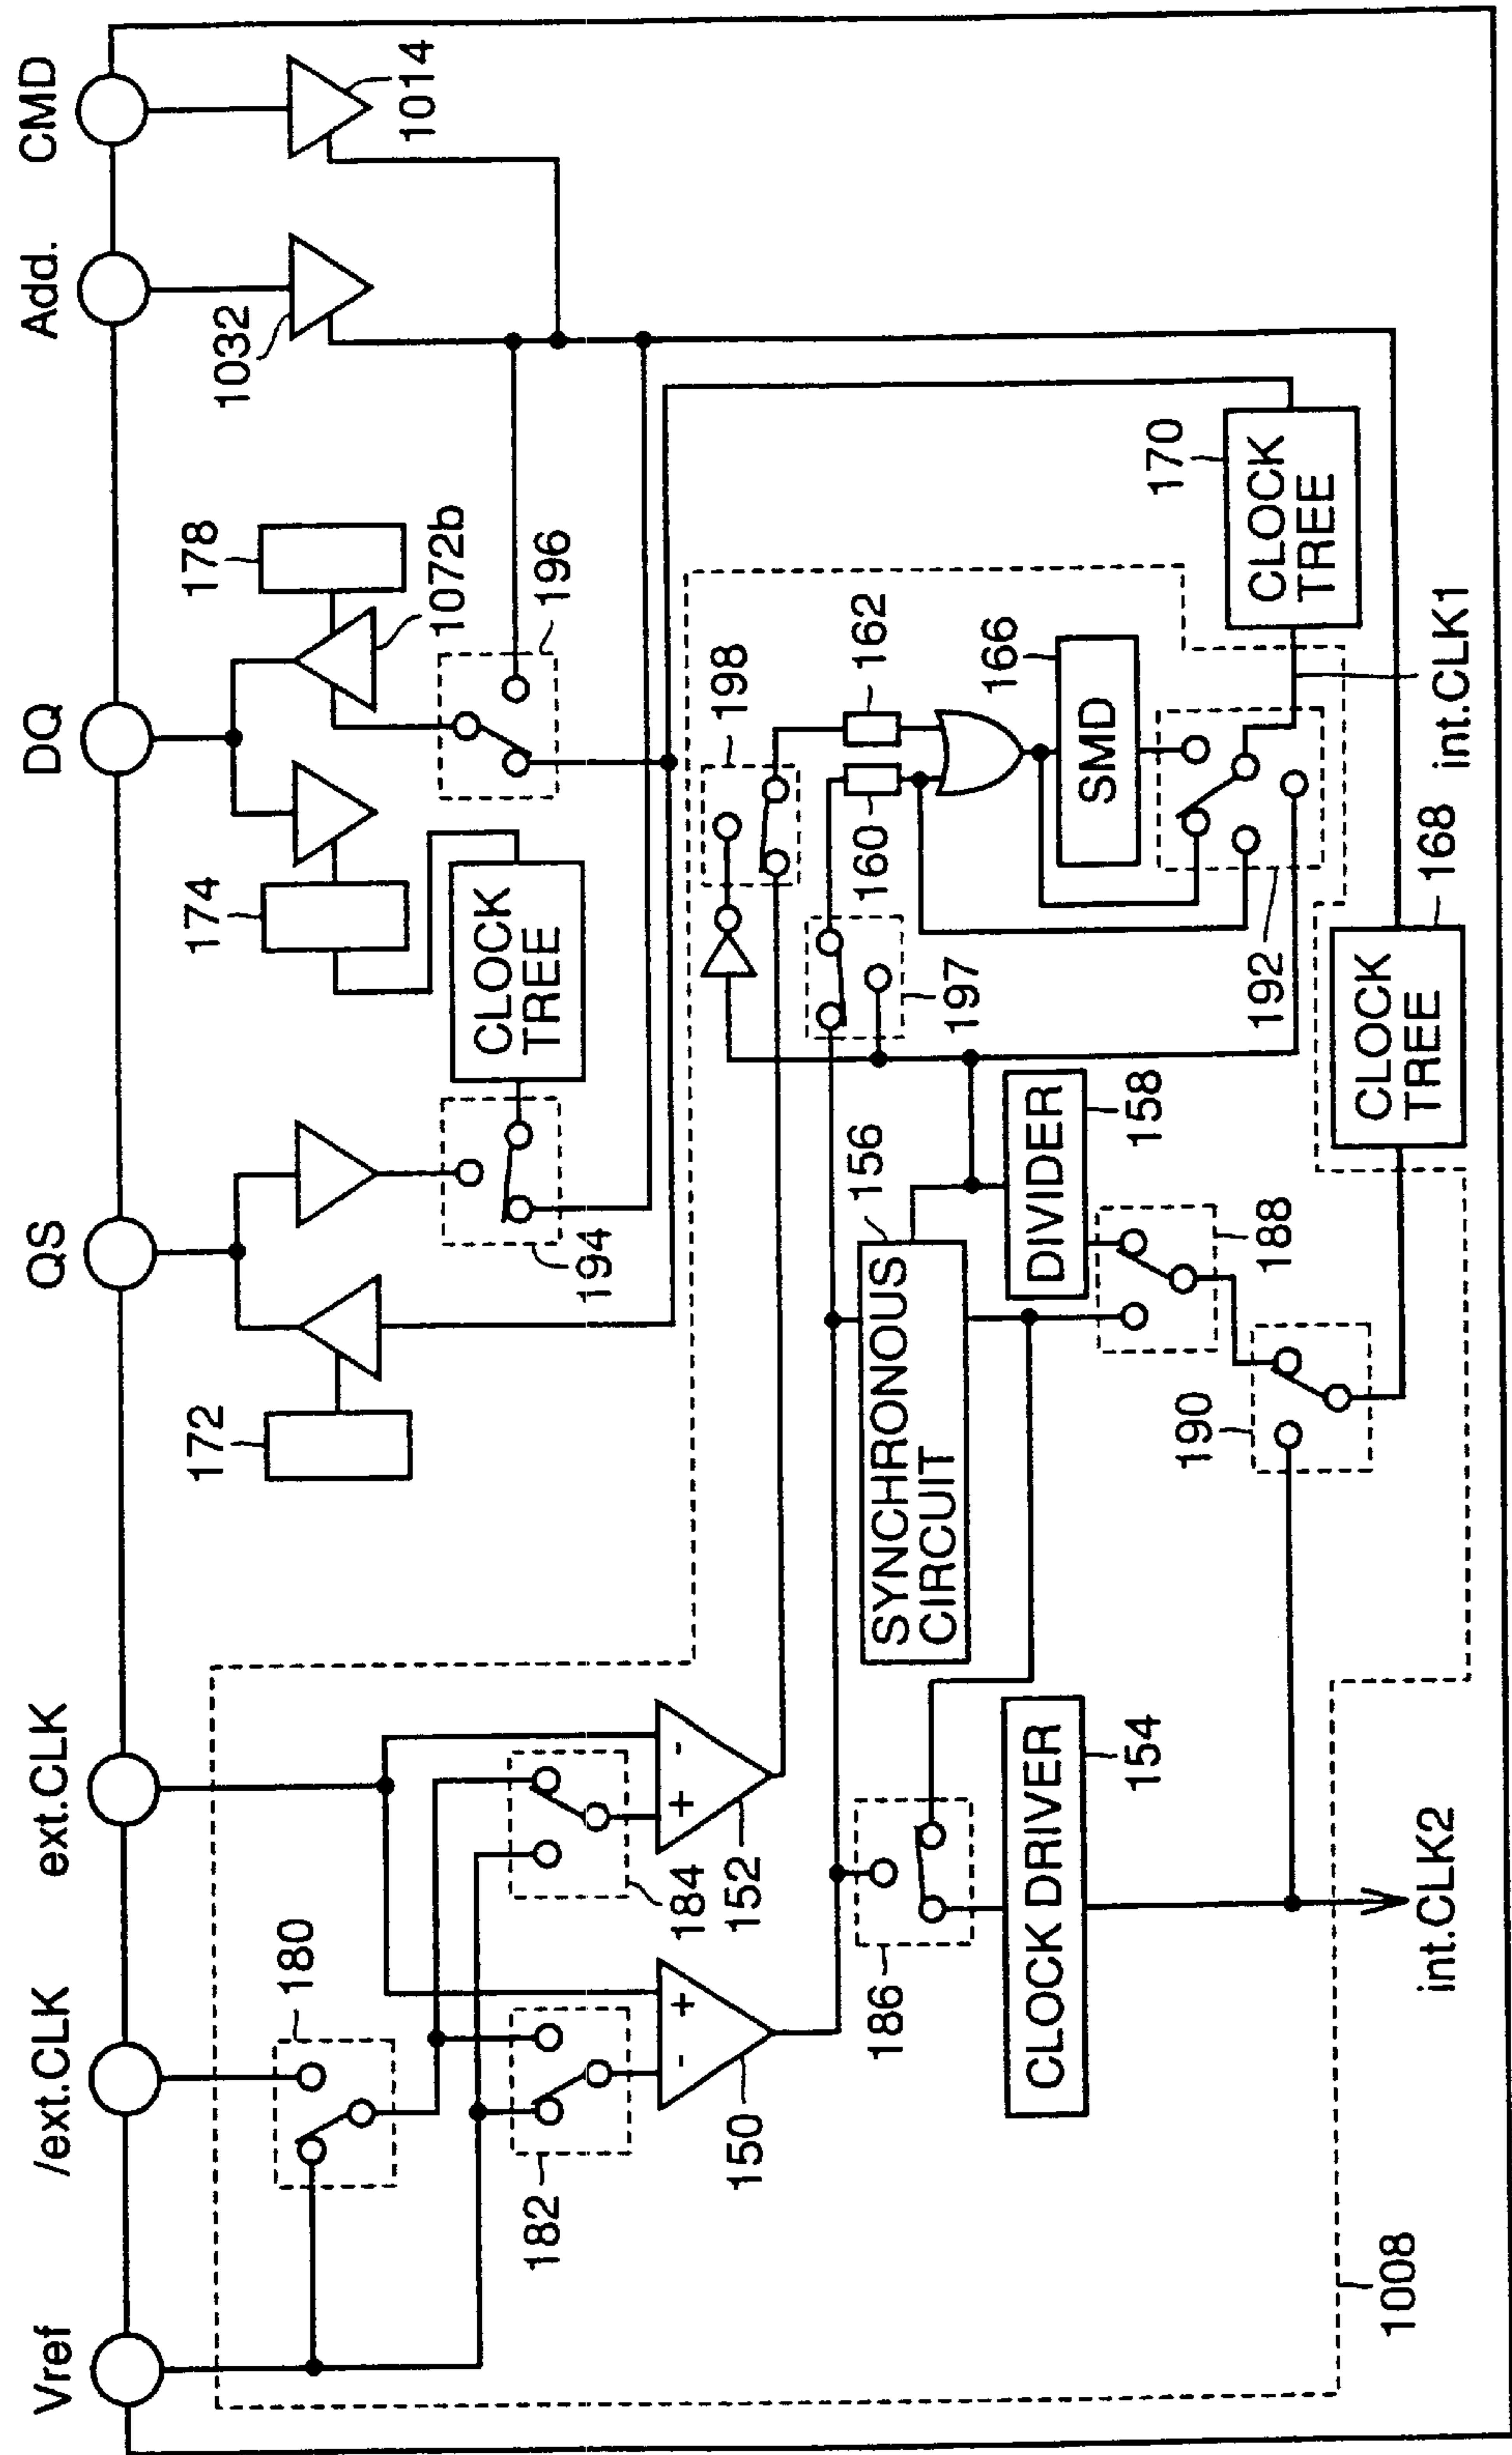 Vref
/ext.CLK
ext.CLK
QS
DQ
Add.
CMD
180
172
174
178
1032
1014
1072b
182
184
194
196
CLOCK
TREE
-
+
+
-
150
152
198
197
186
SYNCHRONOUS
CIRCUIT
156
160
162
CLOCK DRIVER
154
DIVIDER
158
166
SMD
188
190
192
170
CLOCK
TREE
CLOCK
TREE
168
1008
int.CLK2
int.CLK1